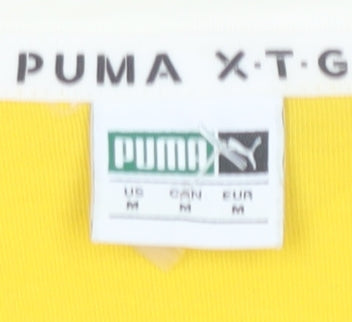 PUMA X·T·G
PUMA
US CAN EUR
M M M